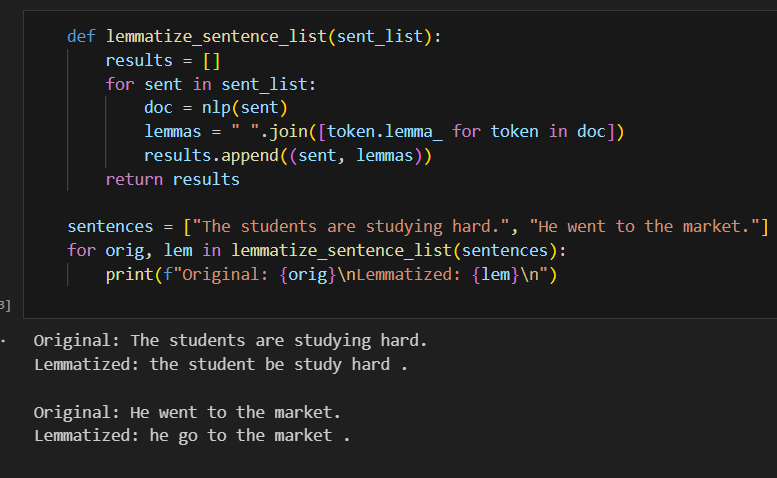 def lemmatize_sentence_list(sent_list):
    results = []
    for sent in sent_list:
        doc = nlp(sent)
        lemmas = " ".join([token.lemma_ for token in doc])
        results.append((sent, lemmas))
    return results

sentences = ["The students are studying hard.", "He went to the market."]
for orig, lem in lemmatize_sentence_list(sentences):
    print(f"Original: {orig}\nLemmatized: {lem}\n")
3]
Original: The students are studying hard.
Lemmatized: the student be study hard .

Original: He went to the market.
Lemmatized: he go to the market .